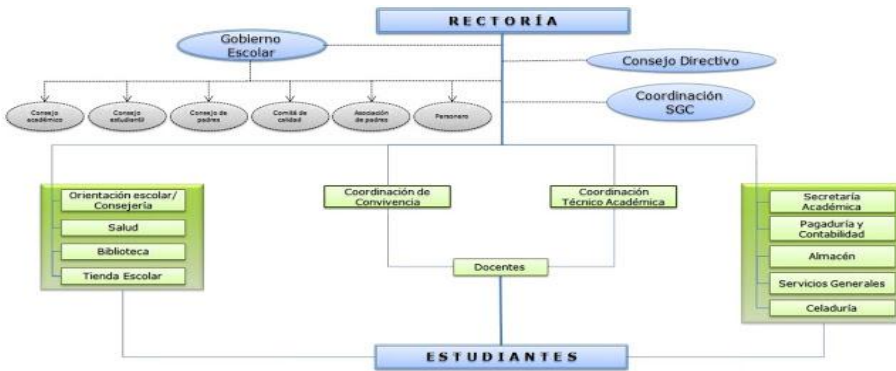 RECTORÍA
Gobierno
Escolar
Consejo Directivo
Coordinación
SGC
Consejo
académico
Consejo
estudiantil
Consejo de
padres
Comité de
calidad
Asociación
de padres
Personero
Orientación escolar/
Consejería
Salud
Biblioteca
Tienda Escolar
Coordinación de
Convivencia
Coordinación
Técnico Académica
Docentes
Secretaría
Académica
Pagaduría y
Contabilidad
Almacén
Servicios Generales
Celaduría
ESTUDIANTES